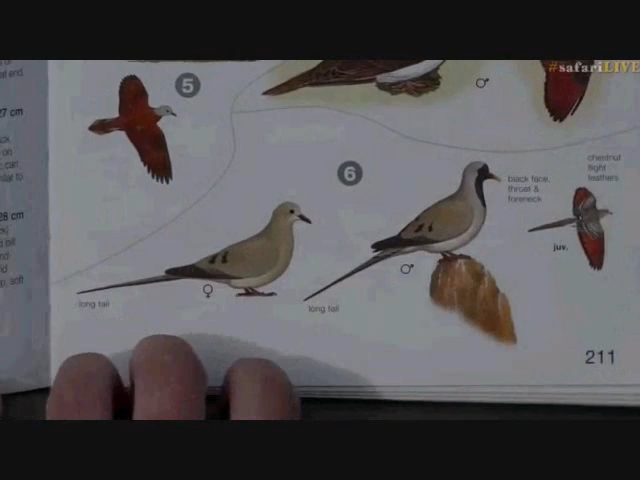 #safariLIVE
5
6
♂
black face,
throat &
foreneck
chestnut
flight
feathers
juv.
♂
♀
long tail
long tail
211
27 cm
28 cm